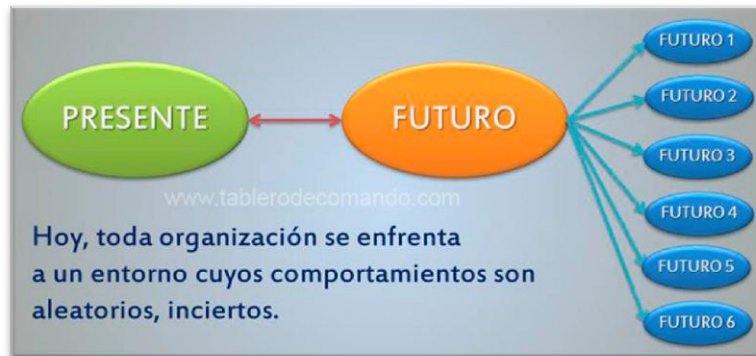 PRESENTE
FUTURO
FUTURO 1
FUTURO 2
FUTURO 3
FUTURO 4
FUTURO 5
FUTURO 6
www.tablerodecomando.com
Hoy, toda organización se enfrenta
a un entorno cuyos comportamientos son
aleatorios, inciertos.